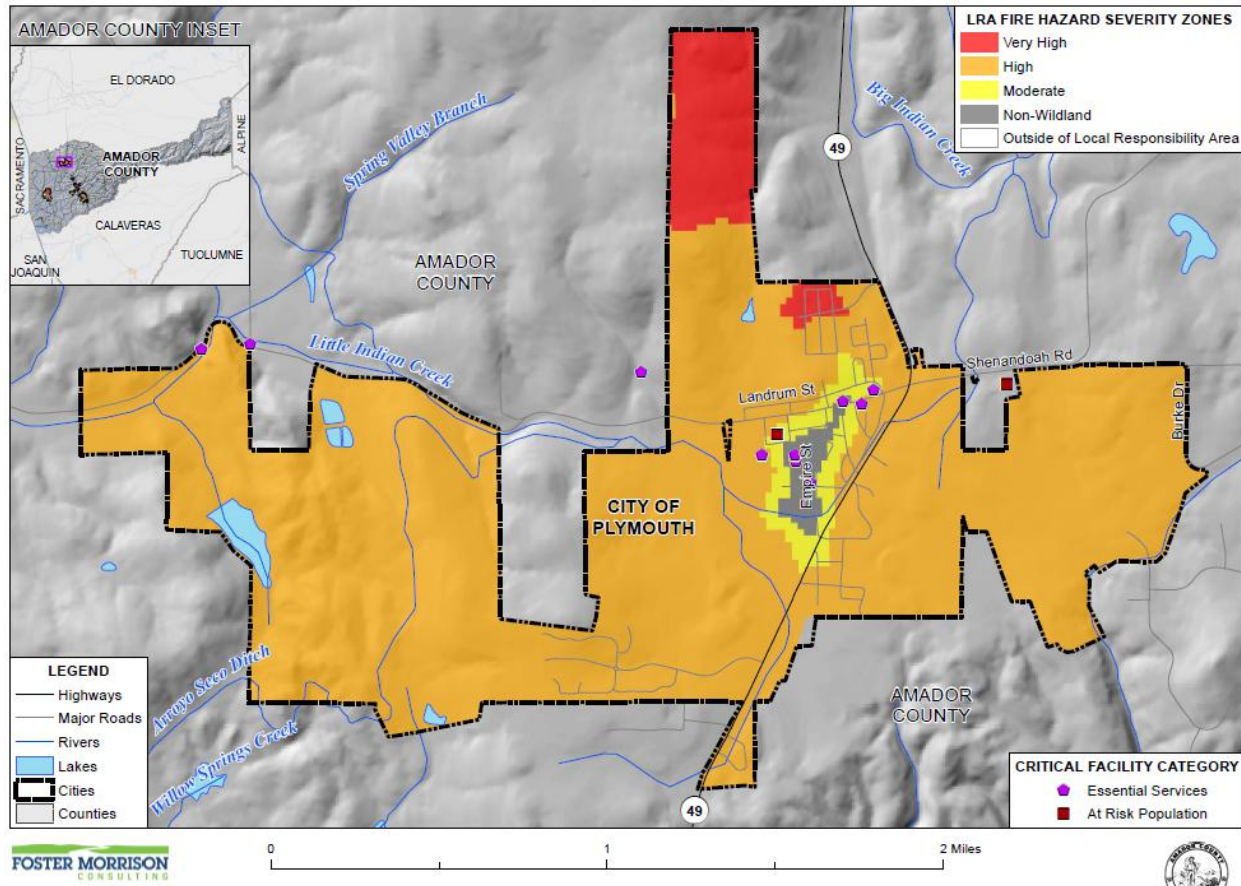 AMADOR COUNTY INSET
EL DORADO
ALPINE
SACRAMENTO
AMADOR
COUNTY
CALAVERAS
TUOLUMNE
SAN
JOAQUIN
LRA FIRE HAZARD SEVERITY ZONES
Very High
High
Moderate
Non-Wildland
Outside of Local Responsibility Area
Spring Valley Branch
Big Indian Creek
49
AMADOR
COUNTY
Little Indian Creek
Shenandoah Rd
Landrum St
Burke Dr
Empire St
CITY OF
PLYMOUTH
Arroyo Seco Ditch
Willow Springs Creek
AMADOR
COUNTY
49
LEGEND
Highways
Major Roads
Rivers
Lakes
Cities
Counties
CRITICAL FACILITY CATEGORY
Essential Services
At Risk Population
FOSTER MORRISON
CONSULTING
0
1
2 Miles
AMADOR COUNTY